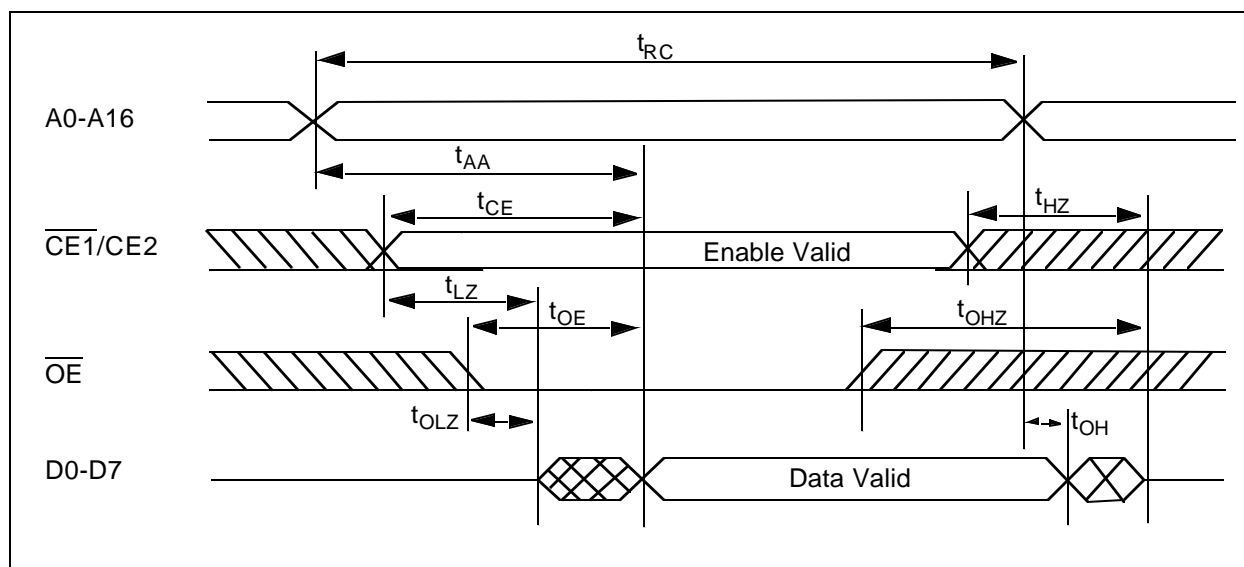 tRC
A0-A16
tAA
tCE
tHZ
CE1/CE2
Enable Valid
tLZ
tOE
tOHZ
OE
tOLZ
tOH
D0-D7
Data Valid